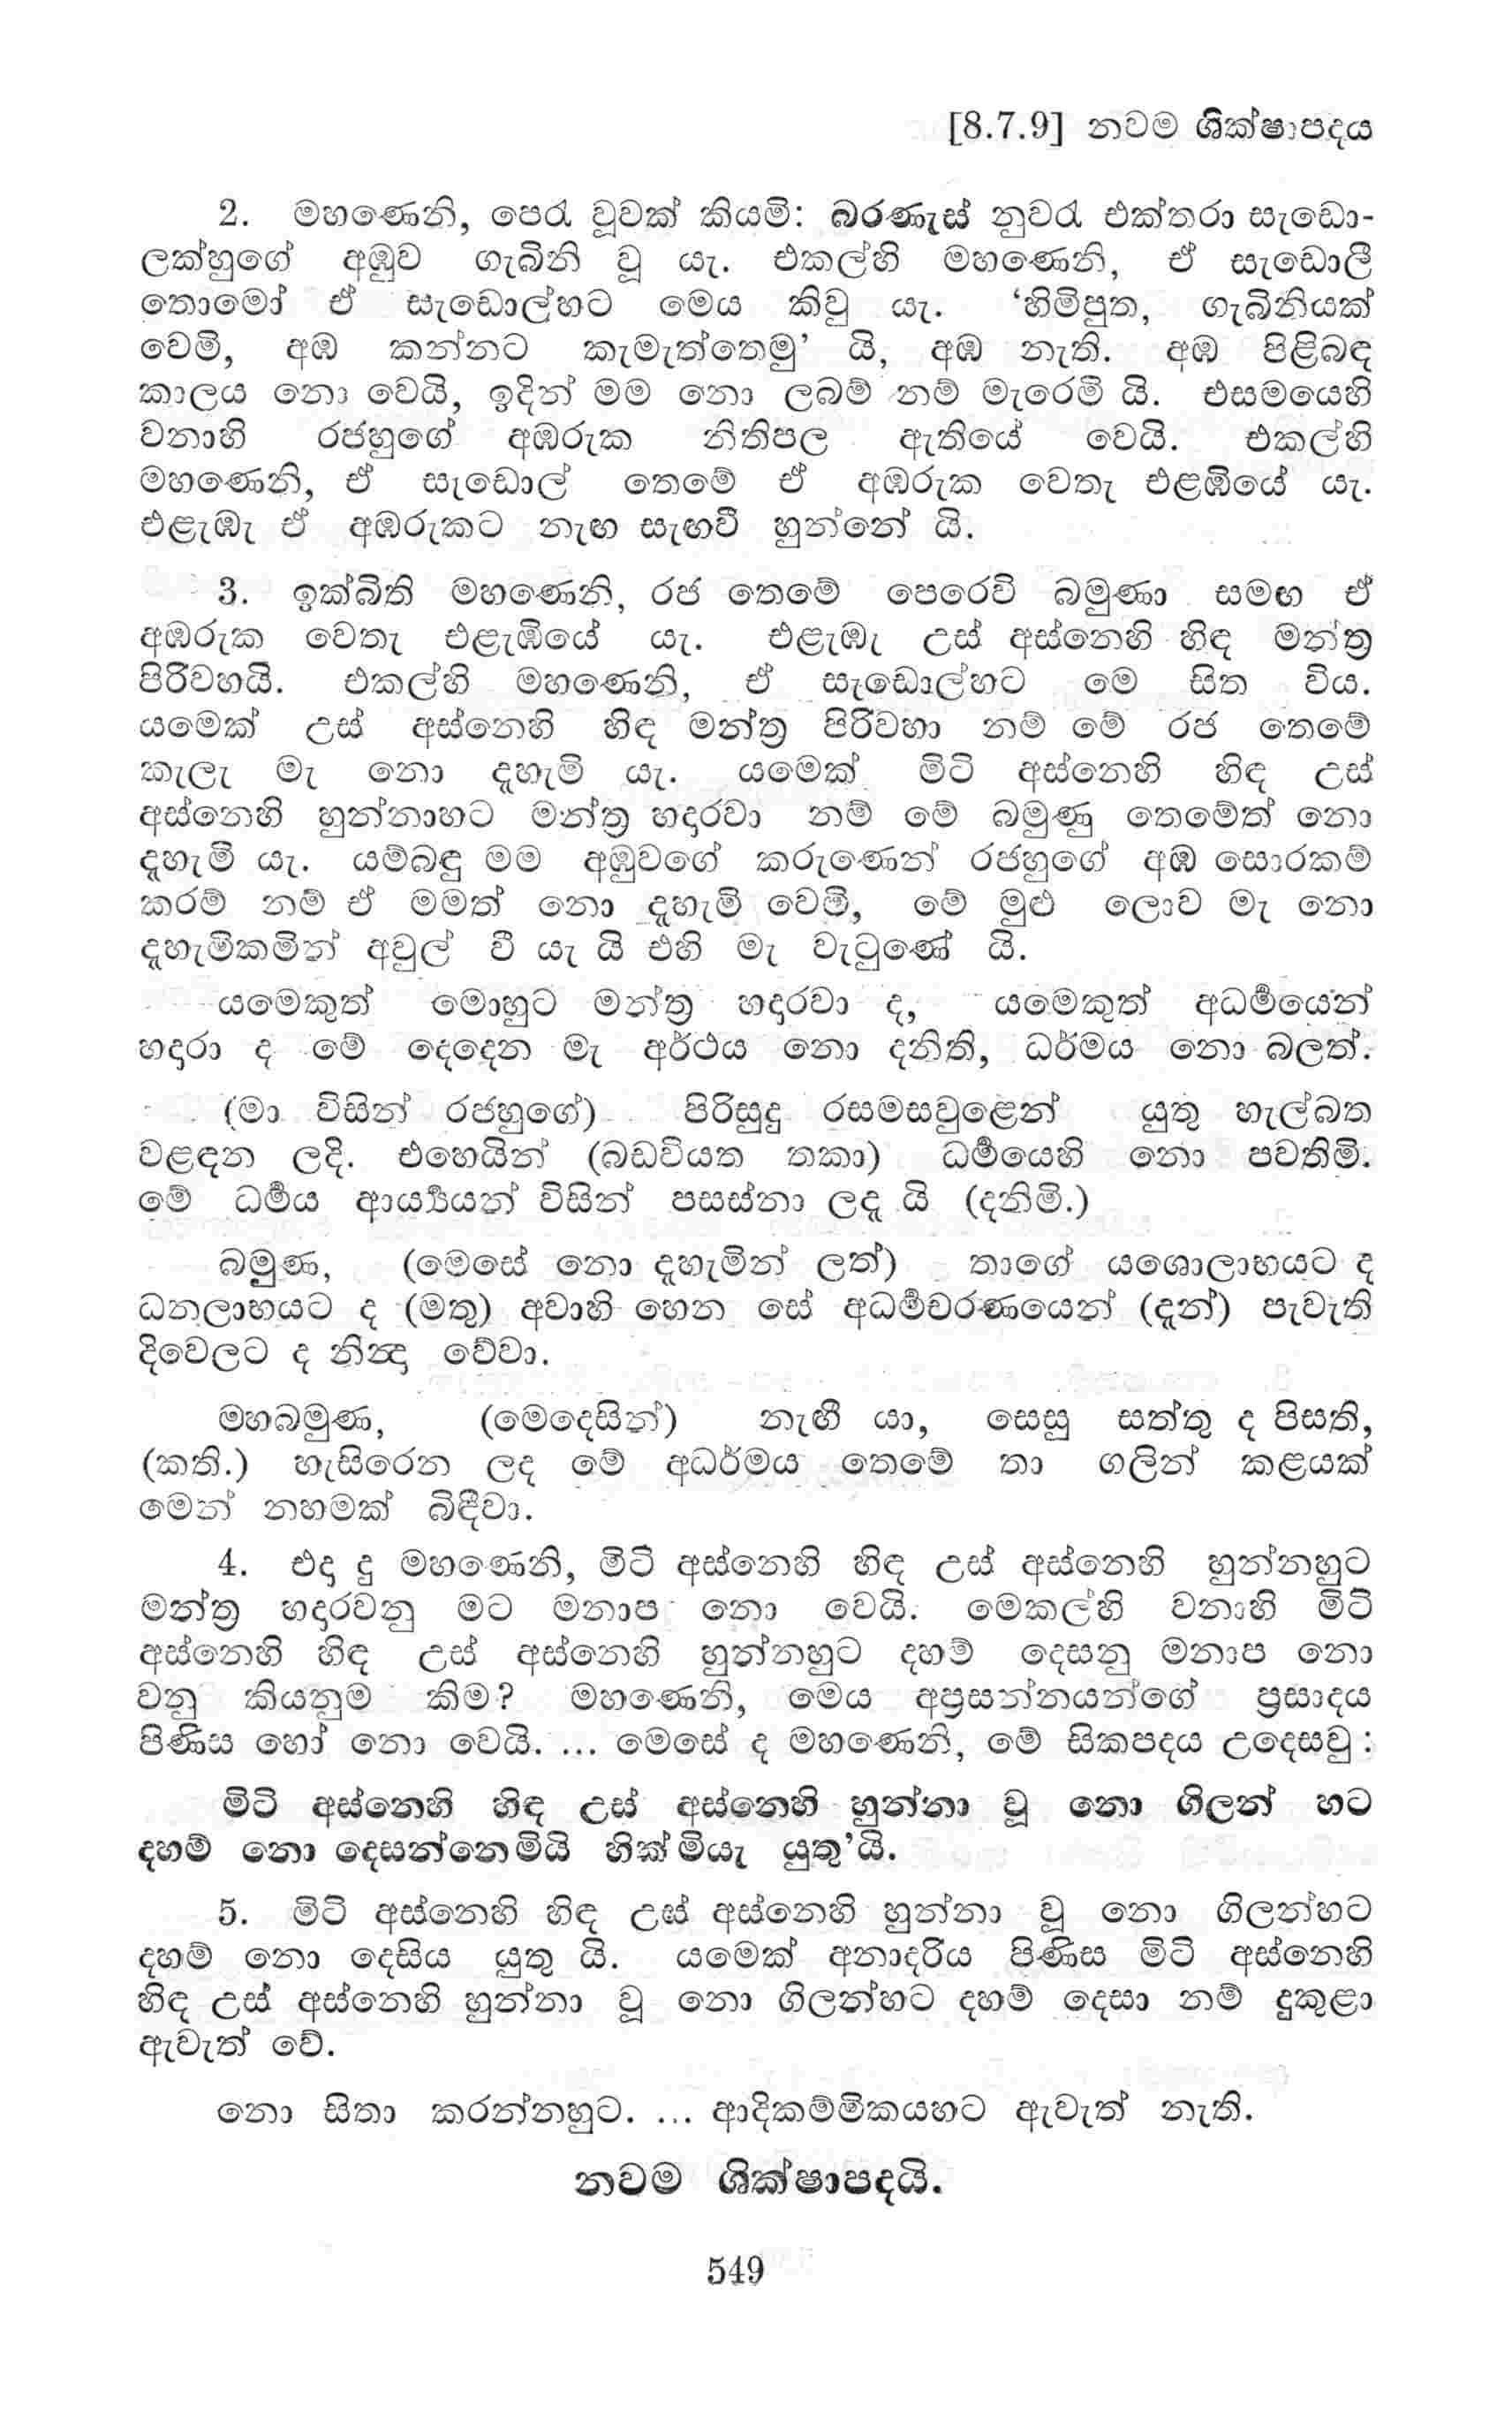 [8.7.9] නවම ශික්ෂාපදය
2. මහණෙනි, පෙරැ වූවක් කියමි: බරණැස් නුවරැ එක්තරා සැඩො-
ලක්හුගේ අඹුව ගැබිනි වූ යැ. එකල්හි මහණෙනි, ඒ සැඩොලී
තොමෝ ඒ සැඩොල්හට මෙය කිවු යැ. ‘හිමිපුත, ගැබිනියක්
වෙමි, අඹ කන්නට කැමැත්තෙමු’ යි, අඹ නැති. අඹ පිළිබඳ
කාලය නො වෙයි, ඉදින් මම නො ලබම් නම් මැරෙමි යි. එසමයෙහි
වනාහි රජහුගේ අඹරුක නිතිපල ඇතියේ වෙයි. එකල්හි
මහණෙනි, ඒ සැඩොල් තෙමේ ඒ අඹරුක වෙතැ එළඹියේ යැ.
එළැඹැ ඒ අඹරුකට නැඟ සැඟවී හුන්නේ යි.
3. ඉක්බිති මහණෙනි, රජ තෙමේ පෙරෙවි බමුණා සමඟ ඒ
අඹරුක වෙතැ එළැඹියේ යැ. එළැඹැ උස් අස්නෙහි හිඳ මන්ත්‍ර
පිරිවහයි. එකල්හි මහණෙනි, ඒ සැඩොල්හට මෙ සිත විය.
යමෙක් උස් අස්නෙහි හිඳ මන්ත්‍ර පිරිවහා නම් මේ රජ තෙමේ
කැලැ මැ නො දැහැමි යැ. යමෙක් මිටි අස්නෙහි හිඳ උස්
අස්නෙහි හුන්නාහට මන්ත්‍ර හදාරවා නම් මේ බමුණු තෙමේත් නො
දැහැමි යැ. යම්බඳු මම අඹුවගේ කරුණෙන් රජහුගේ අඹ සොරකම්
කරම් නම් ඒ මමත් නො දැහැමි වෙමි, මේ මුළු ලොව මැ නො
දැහැමිකමින් අවුල් වී යැ යි එහි මැ වැටුණේ යි.
යමෙකුත් මොහුට මන්ත්‍ර හදාරවා ද, යමෙකුත් අධර්‍මයෙන්
හදාරා ද මේ දෙදෙන මැ අර්ථය නො දනිති, ධර්මය නො බලත්.
(මා විසින් රජහුගේ) පිරිසුදු රසමසවුළෙන් යුතු හැල්බත
වළඳන ලදි. එහෙයින් (බඩවියත තකා) ධර්‍මයෙහි නො පවතිමි.
මේ ධර්‍මය ආර්‍ය්‍යයන් විසින් පසස්නා ලදැ යි (දනිමි.)
බමුණ, (මෙසේ නො දැහැමින් ලත්) තාගේ යශොලාභයට ද
ධනලාභයට ද (මතු) අවාහි හෙන සේ අධර්‍මචරණයෙන් (දැන්) පැවැති
දිවෙලට ද නින්‍දා වේවා.
මහබමුණ, (මෙදෙසින්) නැඟී යා, සෙසු සත්තු ද පිසති,
(කති.) හැසිරෙන ලද මේ අධර්මය තෙමේ තා ගලින් කළයක්
මෙන් නහමක් බිඳීවා.
4. එදා දු මහණෙනි, මිටි අස්නෙහි හිඳ උස් අස්නෙහි හුන්නහුට
මන්ත්‍ර හදාරවනු මට මනාප නො වෙයි. මෙකල්හි වනාහි මිටි
අස්නෙහි හිඳ උස් අස්නෙහි හුන්නහුට දහම් දෙසනු මනාප නො
වනු කියනුම කිම? මහණෙනි, මෙය අප්‍රසන්නයන්ගේ ප්‍රසාදය
පිණිස හෝ නො වෙයි. ... මෙසේ ද මහණෙනි, මේ සිකපදය උදෙසවු :
මිටි අස්නෙහි හිඳ උස් අස්නෙහි හුන්නා වූ නො ගිලන් හට
දහම් නො දෙසන්නෙමියි හික්මියැ යුතු’යි.
5. මිටි අස්නෙහි හිඳ උස් අස්නෙහි හුන්නා වූ නො ගිලන්හට
දහම් නො දෙසිය යුතු යි. යමෙක් අනාදරිය පිණිස මිටි අස්නෙහි
හිඳ උස් අස්නෙහි හුන්නා වූ නො ගිලන්හට දහම් දෙසා නම් දුකුළා
ඇවැත් වේ.
නො සිතා කරන්නහුට. ... ආදිකම්මිකයහට ඇවැත් නැති.
නවම ශික්ෂාපදයි.
549